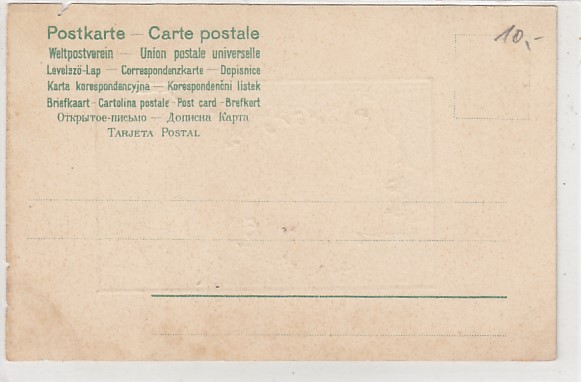 Postkarte — Carte postale
Weltpostverein — Union postale universelle
Levelező-Lap — Correspondenzkarte — Dopisnice
Karta korespondencyjna — Korespondenční lístek
Briefkaart - Cartolina postale - Post card - Brefkort
Открытое-письмо — Дописна Карта
TARJETA POSTAL
10,-